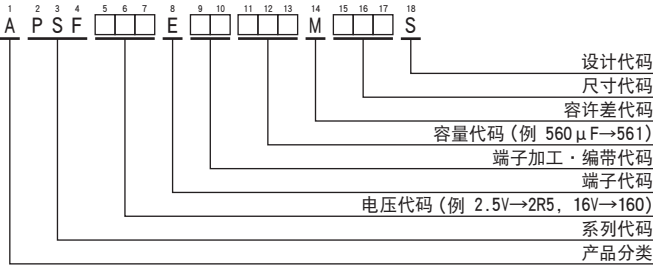 1 2 3 4 5 6 7 8 9 10 11 12 13 14 15 16 17 18
A P S F □□□ E □□ □□□ M □□□ S
设计代码
尺寸代码
容许差代码
容量代码 (例 560μF→561)
端子加工・编带代码
端子代码
电压代码 (例 2.5V→2R5, 16V→160)
系列代码
产品分类